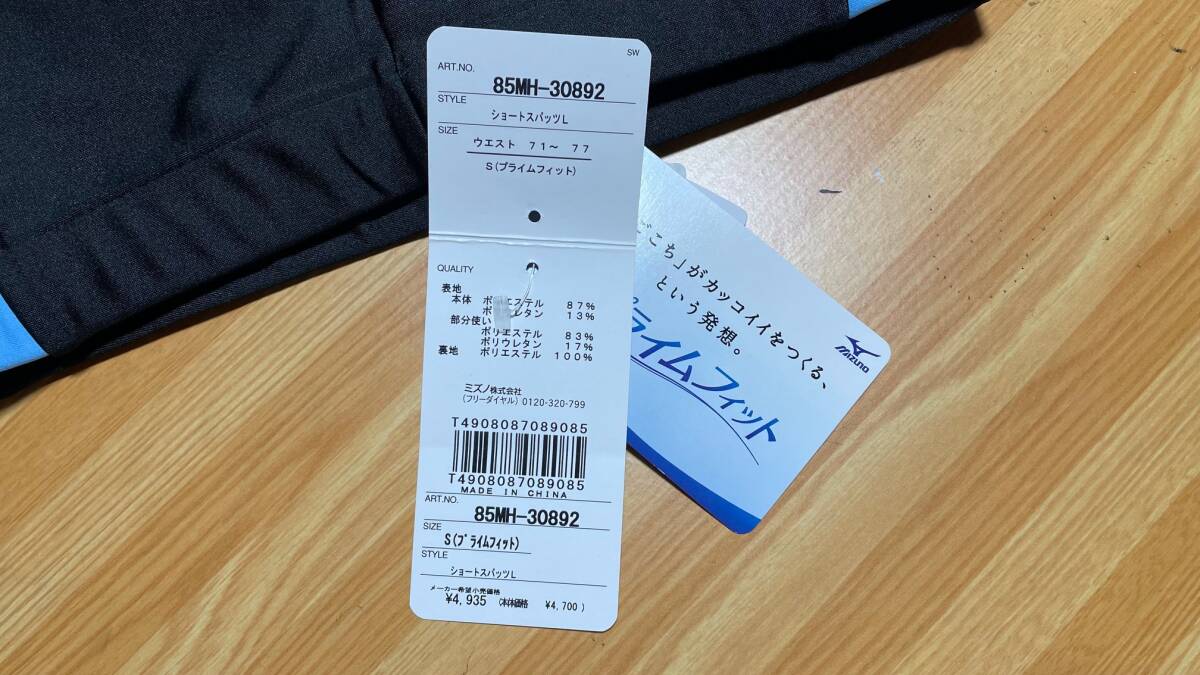 SW
ART.NO.
85MH-30892
STYLE
ショートスパッツL
SIZE
ウエスト 71〜 77
S(プライムフィット)
QUALITY
表地
本体 ポリエステル 87%
ポリウレタン 13%
部分使い
ポリエステル 83%
ポリウレタン 17%
裏地 ポリエステル 100%
ミズノ株式会社
(フリーダイヤル) 0120-320-799
T4908087089085
T4908087089085
MADE IN CHINA
ART.NO.
85MH-30892
SIZE
S(プライムフィット)
STYLE
ショートスパッツL
メーカー希望小売価格
¥4,935 (本体価格 ¥4,700 )
ごこち」がカッコイイをつくる、
という発想。
ライムフィット
MIZUNO